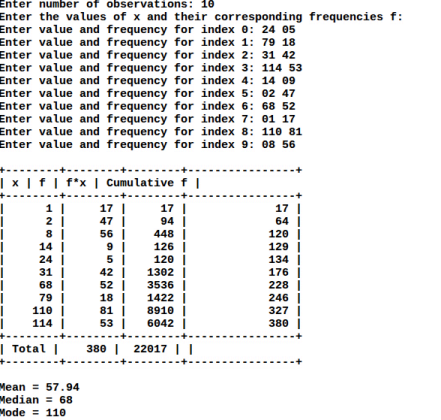 Enter number of observations: 10
Enter the values of x and their corresponding frequencies f:
Enter value and frequency for index 0: 24 05
Enter value and frequency for index 1: 79 18
Enter value and frequency for index 2: 31 42
Enter value and frequency for index 3: 114 53
Enter value and frequency for index 4: 14 09
Enter value and frequency for index 5: 02 47
Enter value and frequency for index 6: 68 52
Enter value and frequency for index 7: 01 17
Enter value and frequency for index 8: 110 81
Enter value and frequency for index 9: 08 56
+--------+--------+--------+----------------+
| x | f | f*x | Cumulative f |
+--------+--------+--------+----------------+
| 1 | 17 | 17 | 17 |
| 2 | 47 | 94 | 64 |
| 8 | 56 | 448 | 120 |
| 14 | 9 | 126 | 129 |
| 24 | 5 | 120 | 134 |
| 31 | 42 | 1302 | 176 |
| 68 | 52 | 3536 | 228 |
| 79 | 18 | 1422 | 246 |
| 110 | 81 | 8910 | 327 |
| 114 | 53 | 6042 | 380 |
+--------+--------+--------+----------------+
| Total | 380 | 22017 | |
+--------+--------+--------+----------------+
Mean = 57.94
Median = 68
Mode = 110